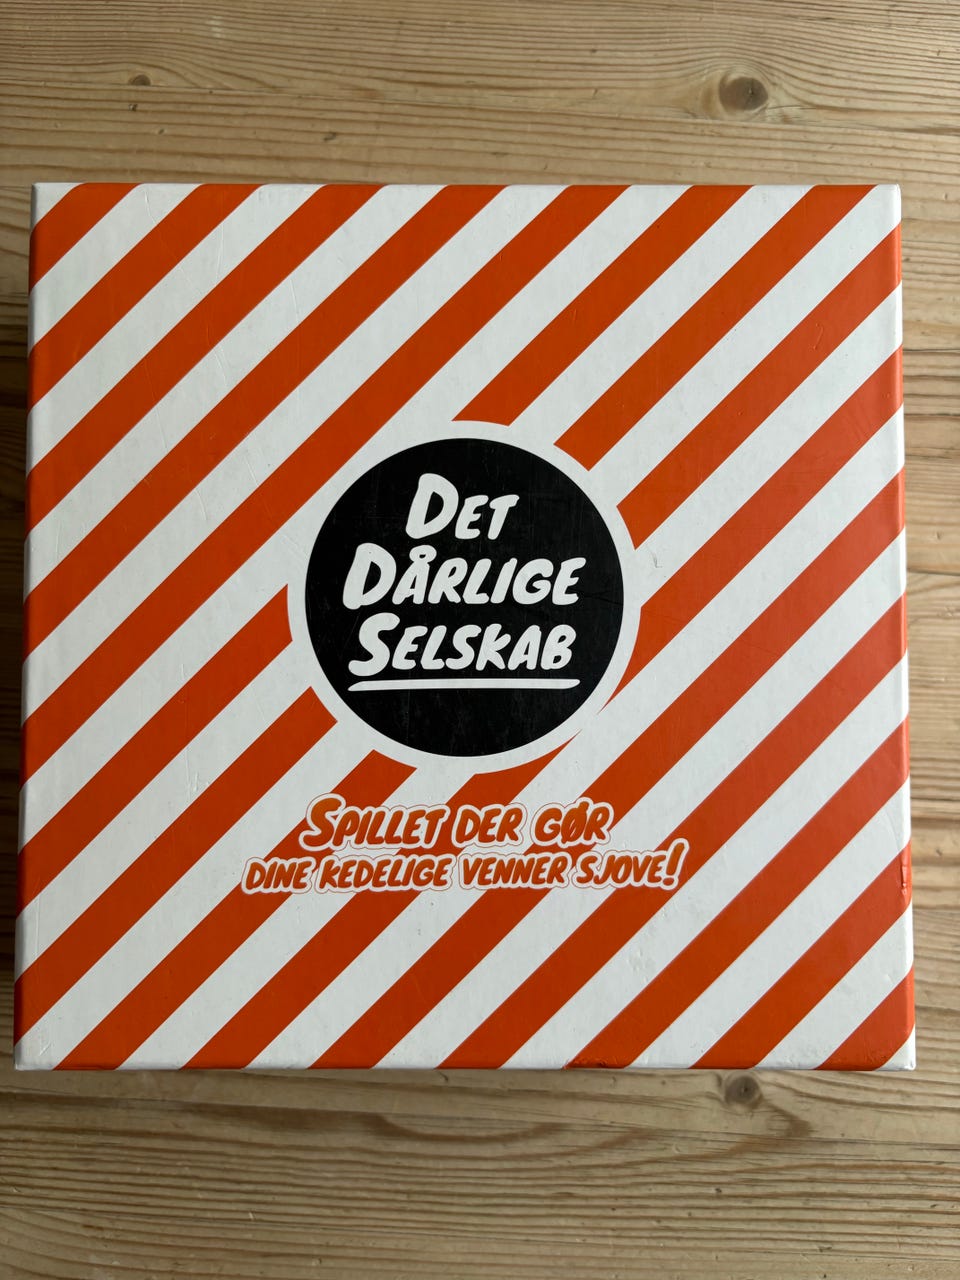 DET
DÅRLIGE
SELSKAB
SPILLET DER GØR
DINE KEDELIGE VENNER SJOVE!